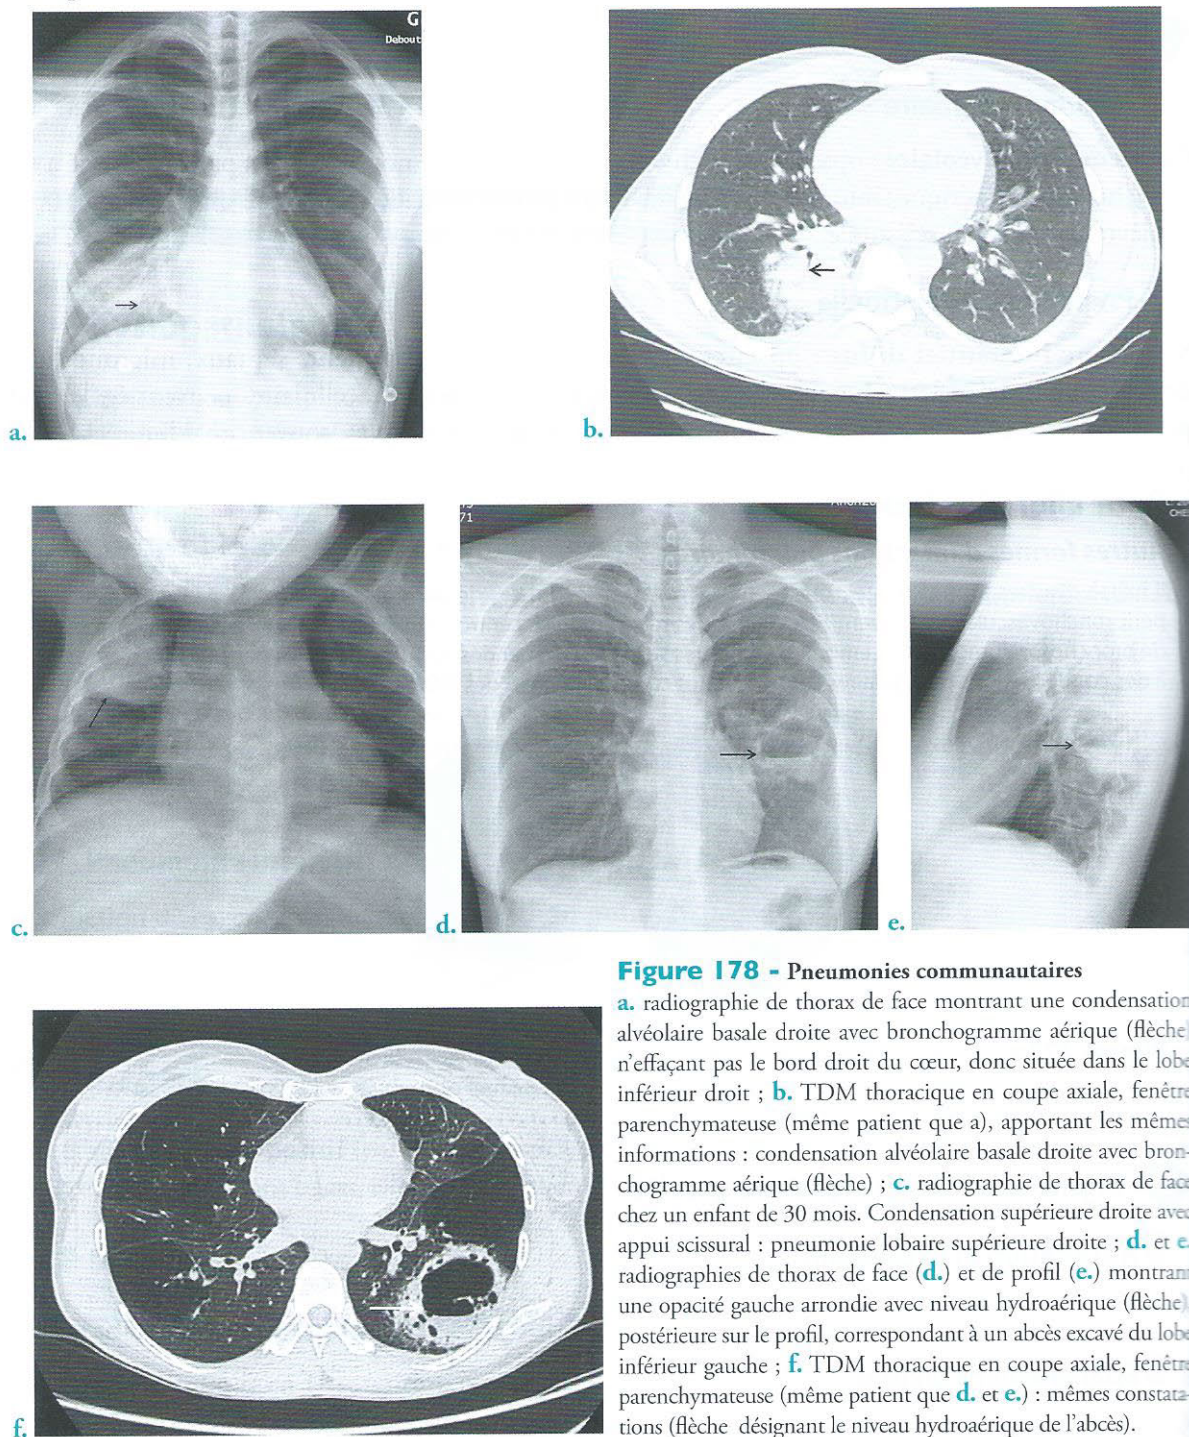 G
Debout
a.
b.
71
CHE
c.
d.
e.
Figure 178 - Pneumonies communautaires
a. radiographie de thorax de face montrant une condensation
alvéolaire basale droite avec bronchogramme aérique (flèche
n'effaçant pas le bord droit du cœur, donc située dans le lobe
inférieur droit ; b. TDM thoracique en coupe axiale, fenêtre
parenchymateuse (même patient que a), apportant les mêmes
informations : condensation alvéolaire basale droite avec bron-
chogramme aérique (flèche) ; c. radiographie de thorax de face
chez un enfant de 30 mois. Condensation supérieure droite avec
appui scissural : pneumonie lobaire supérieure droite ; d. et e.
radiographies de thorax de face (d.) et de profil (e.) montrant
une opacité gauche arrondie avec niveau hydroaérique (flèche)
postérieure sur le profil, correspondant à un abcès excavé du lobe
inférieur gauche ; f. TDM thoracique en coupe axiale, fenêtre
parenchymateuse (même patient que d. et e.) : mêmes constata-
tions (flèche désignant le niveau hydroaérique de l'abcès).
f.